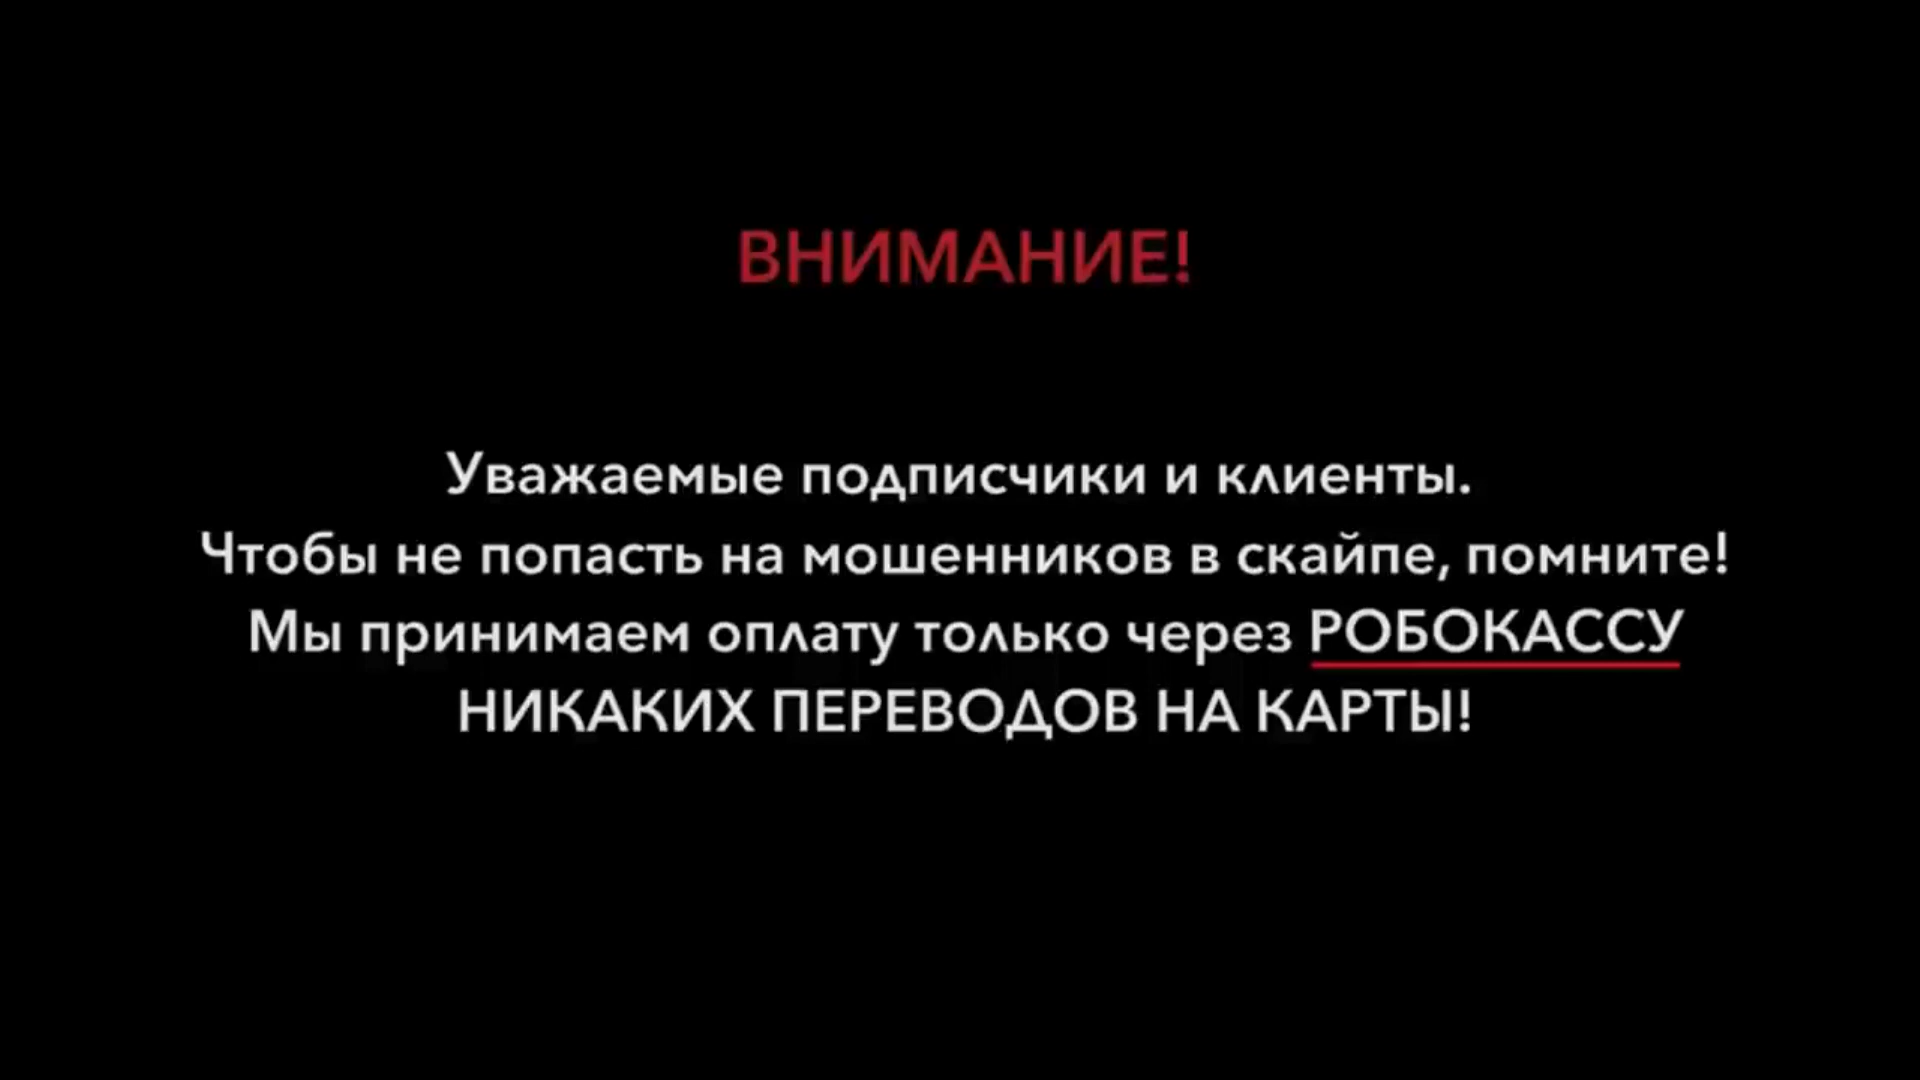 ВНИМАНИЕ!
Уважаемые подписчики и клиенты.
Чтобы не попасть на мошенников в скайпе, помните!
Мы принимаем оплату только через РОБОКАССУ
НИКАКИХ ПЕРЕВОДОВ НА КАРТЫ!